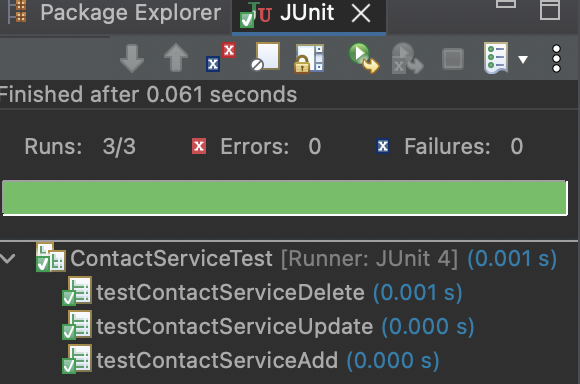 Package Explorer JUnit
Finished after 0.061 seconds
Runs: 3/3 Errors: 0 Failures: 0
ContactServiceTest [Runner: JUnit 4] (0.001 s)
testContactServiceDelete (0.001 s)
testContactServiceUpdate (0.000 s)
testContactServiceAdd (0.000 s)